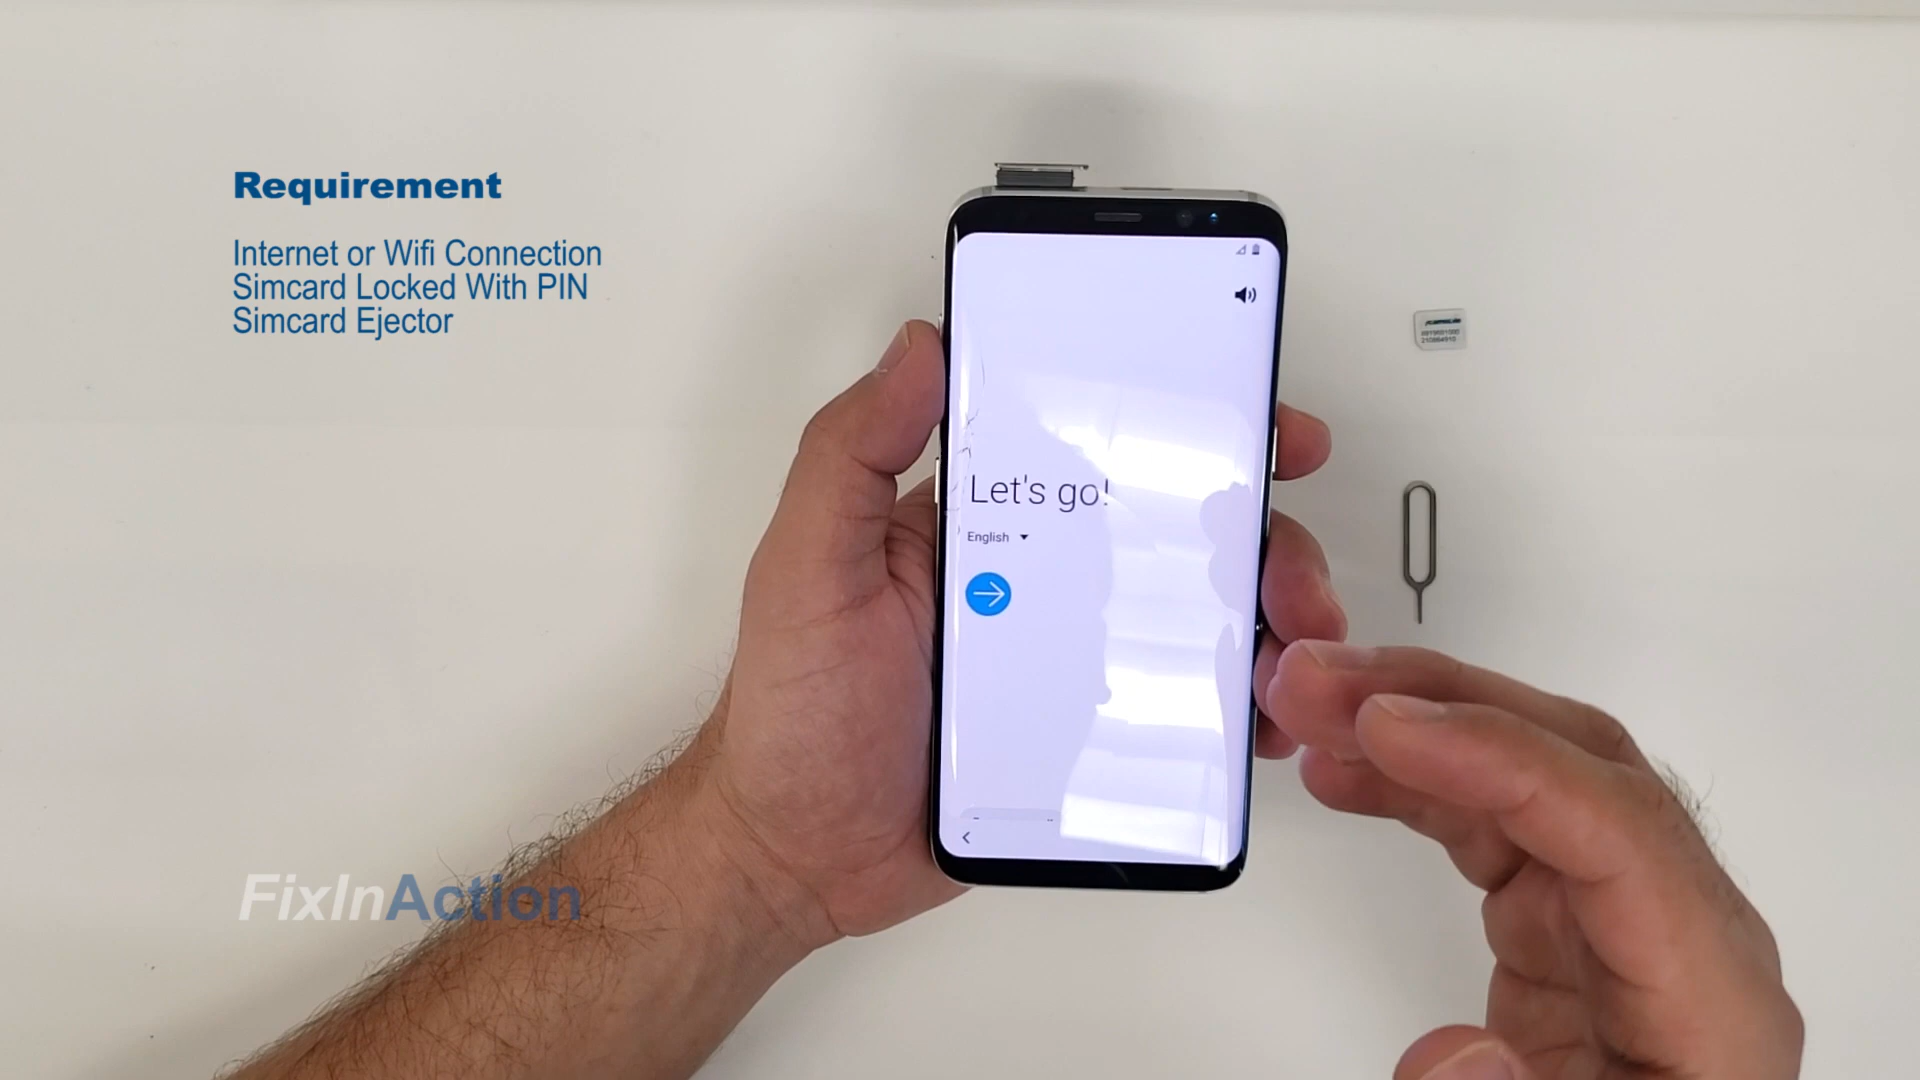 Requirement
Internet or Wifi Connection
Simcard Locked With PIN
Simcard Ejector
Let's go!
English
FixInAction